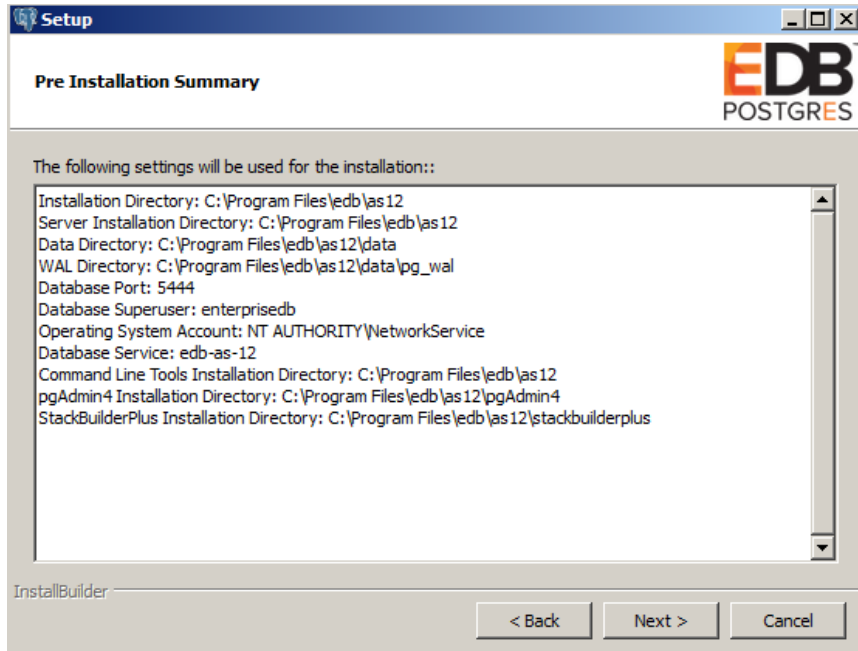 Setup
Pre Installation Summary
EDB
POSTGRES
The following settings will be used for the installation::
Installation Directory: C:\Program Files\edb\as12
Server Installation Directory: C:\Program Files\edb\as12
Data Directory: C:\Program Files\edb\as12\data
WAL Directory: C:\Program Files\edb\as12\data\pg_wal
Database Port: 5444
Database Superuser: enterprisedb
Operating System Account: NT AUTHORITY\NetworkService
Database Service: edb-as-12
Command Line Tools Installation Directory: C:\Program Files\edb\as12
pgAdmin4 Installation Directory: C:\Program Files\edb\as12\pgAdmin4
StackBuilderPlus Installation Directory: C:\Program Files\edb\as12\stackbuilderplus
InstallBuilder
< Back Next > Cancel